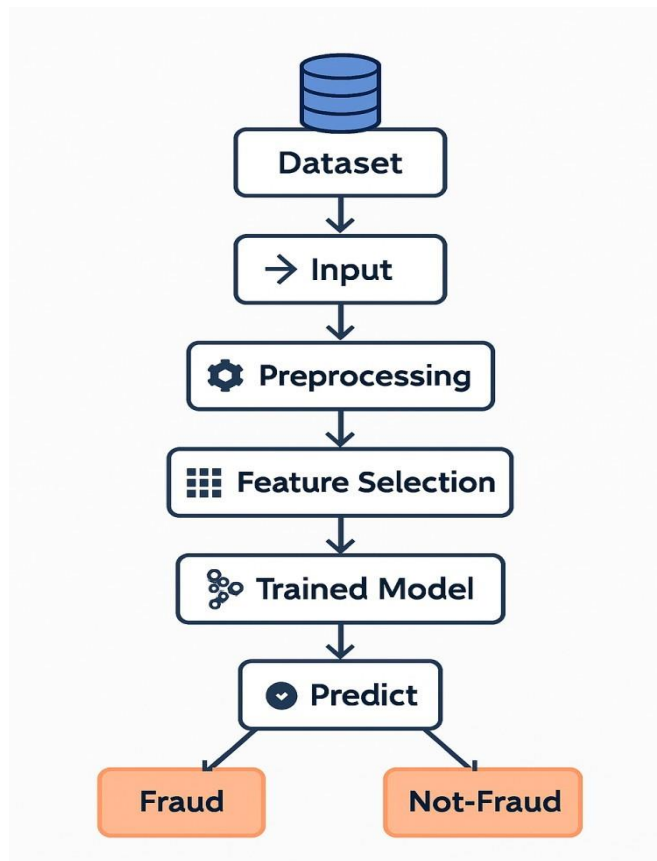 Dataset
Input
Preprocessing
Feature Selection
Trained Model
Predict
Fraud
Not-Fraud